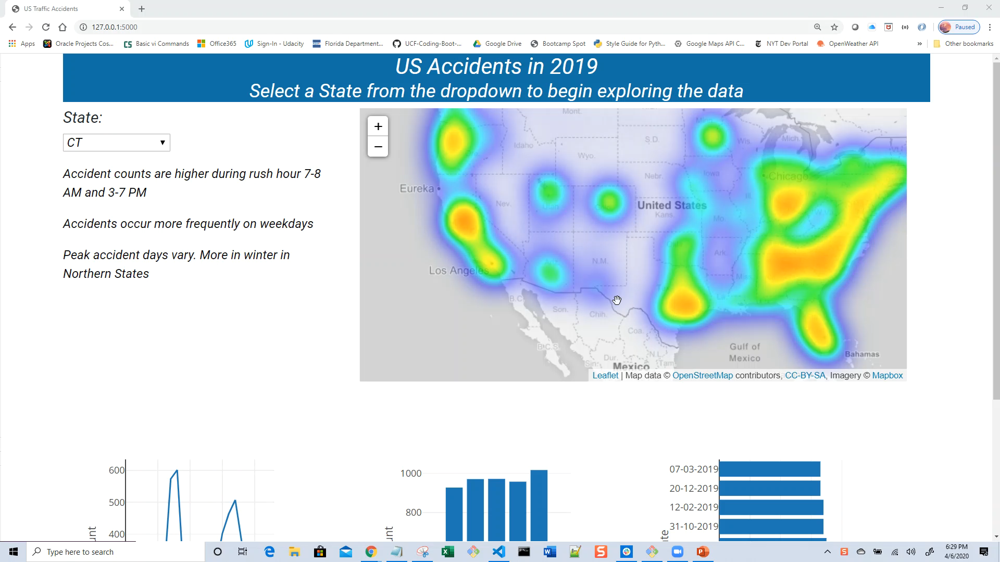 US Traffic Accidents
127.0.0.1:5000
Paused
Apps
Oracle Projects Cos...
Basic vi Commands
Office365
Sign-In - Udacity
Florida Department...
UCF-Coding-Boot-...
Google Drive
Bootcamp Spot
Style Guide for Pyth...
Google Maps API C...
NYT Dev Portal
OpenWeather API
»
Other bookmarks
US Accidents in 2019
Select a State from the dropdown to begin exploring the data
State:
CT
Accident counts are higher during rush hour 7-8
AM and 3-7 PM
Accidents occur more frequently on weekdays
Peak accident days vary. More in winter in
Northern States
+
−
Mont.
Idaho
Wyo.
S.D.
Wis.
Mich.
Iowa
Nebr.
Chicago
Eureka
Nev.
Utah
United States
Kans.
Mo.
Ill.
Los Angeles
N.M.
Ark.
Miss.
La.
B.C.
Son.
Chih.
Coa.
B.C.S.
Dur.
N.L.
Sin.
Tam.
Mexico
Gulf of
Mexico
Bahamas
Leaflet | Map data © OpenStreetMap contributors, CC-BY-SA, Imagery © Mapbox
600
500
400
unt
1000
800
unt
07-03-2019
20-12-2019
12-02-2019
31-10-2019
te
Type here to search
6:29 PM
4/6/2020